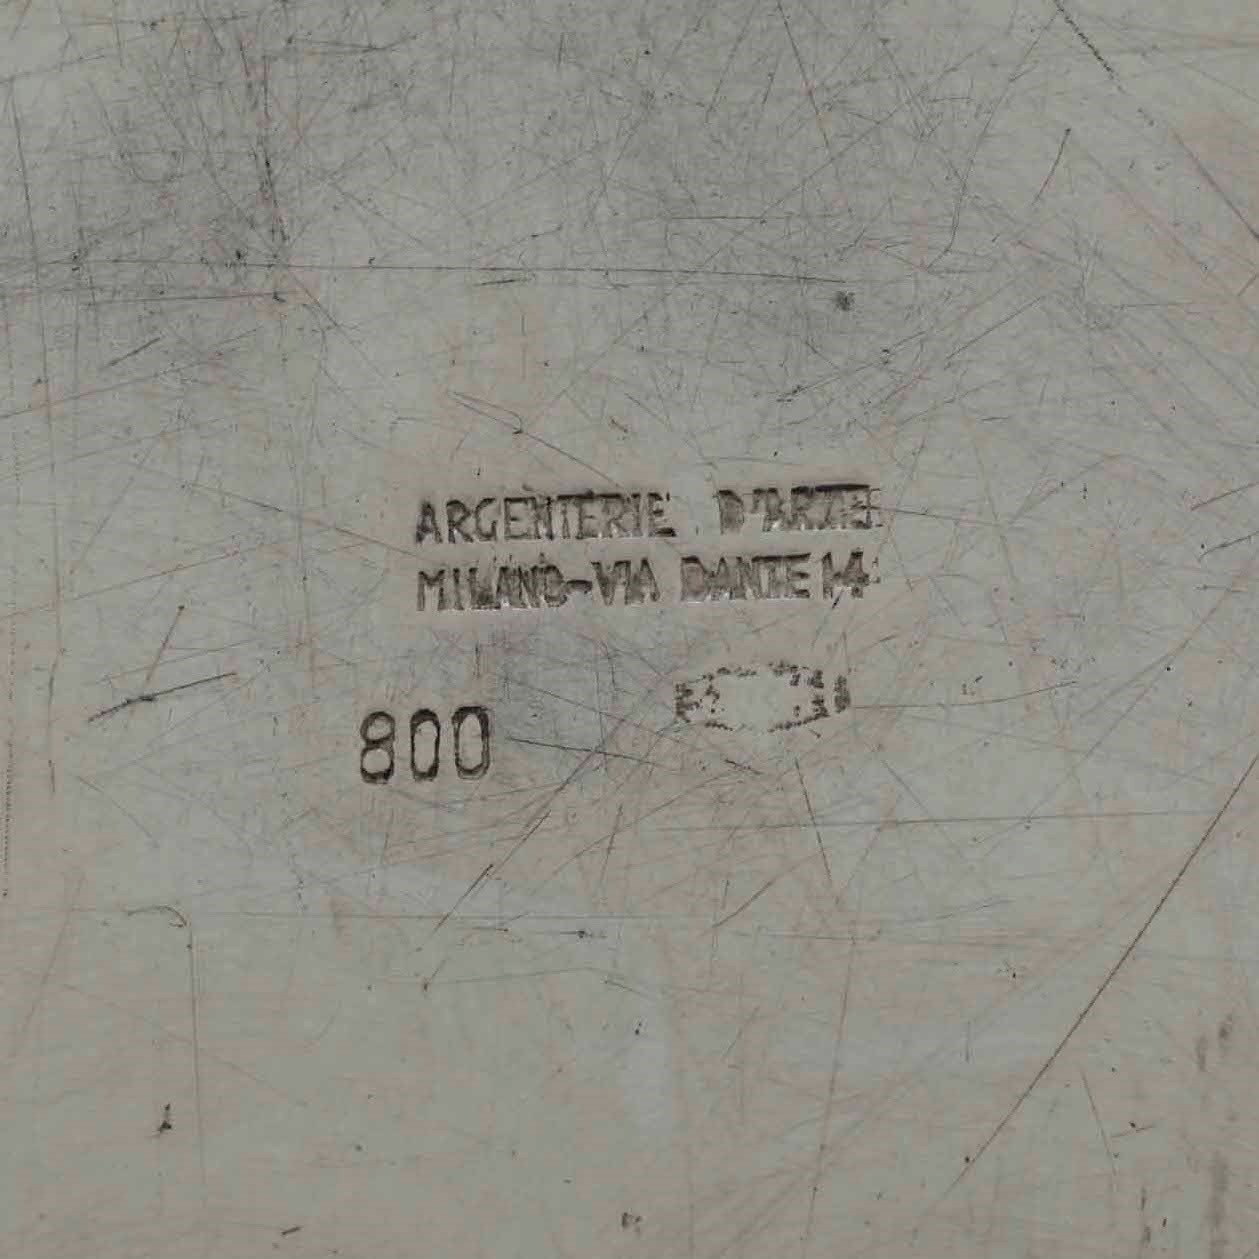 ARGENTERIE D'ARTE
MILANO-VIA DANTE 14
800